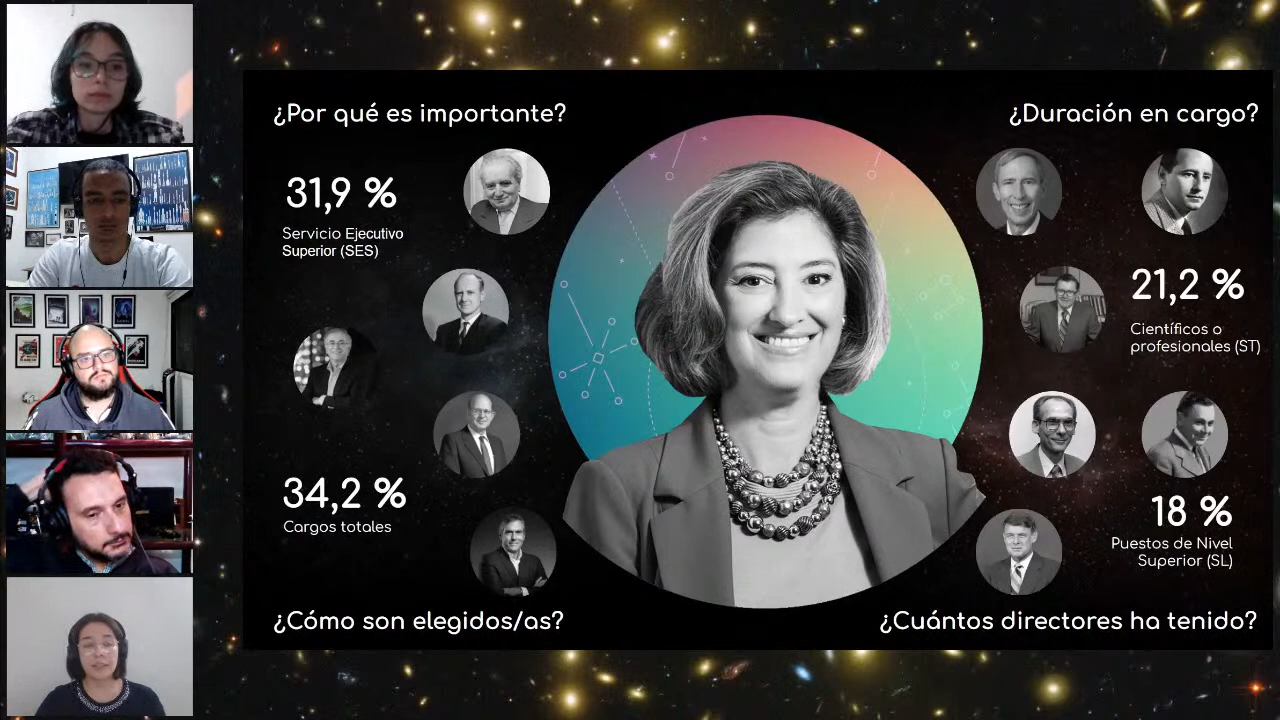 ¿Por qué es importante?
31,9 %
Servicio Ejecutivo
Superior (SES)
34,2 %
Cargos totales
¿Cómo son elegidos/as?
¿Duración en cargo?
21,2 %
Científicos o
profesionales (ST)
18 %
Puestos de Nivel
Superior (SL)
¿Cuántos directores ha tenido?